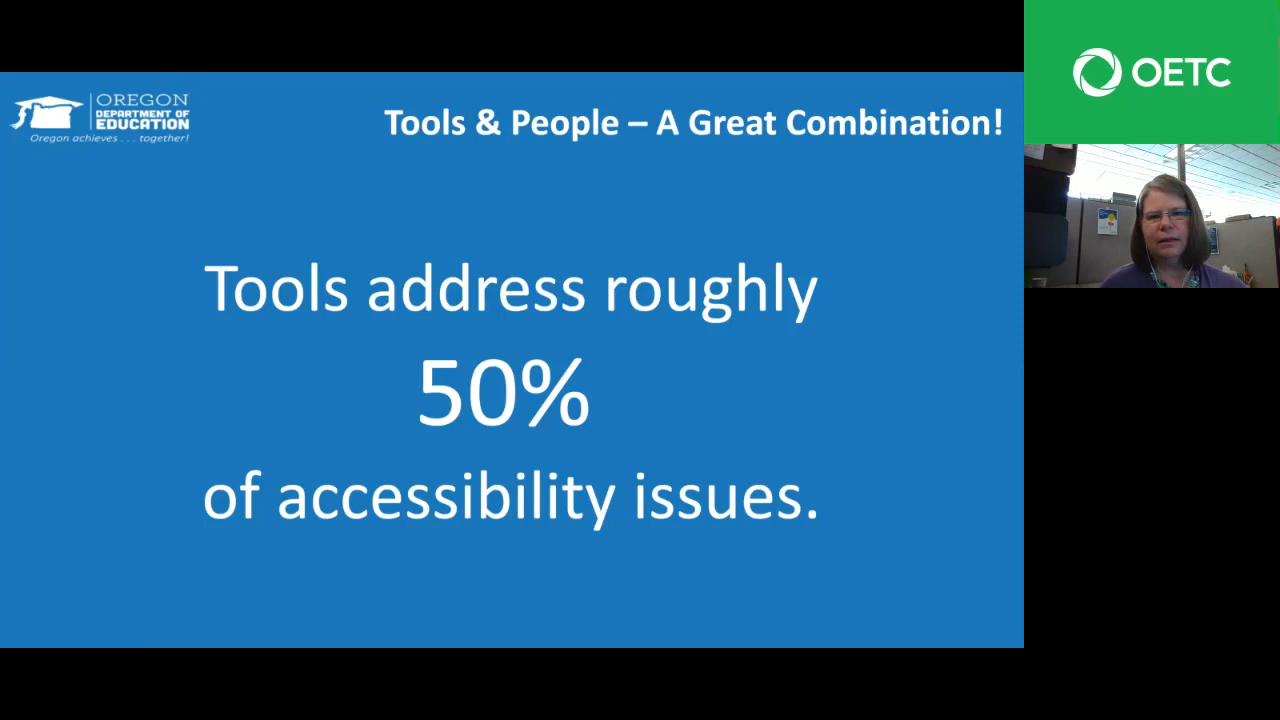 OREGON
DEPARTMENT OF
EDUCATION
Oregon achieves . . . together!
Tools & People – A Great Combination!
Tools address roughly
50%
of accessibility issues.
OETC